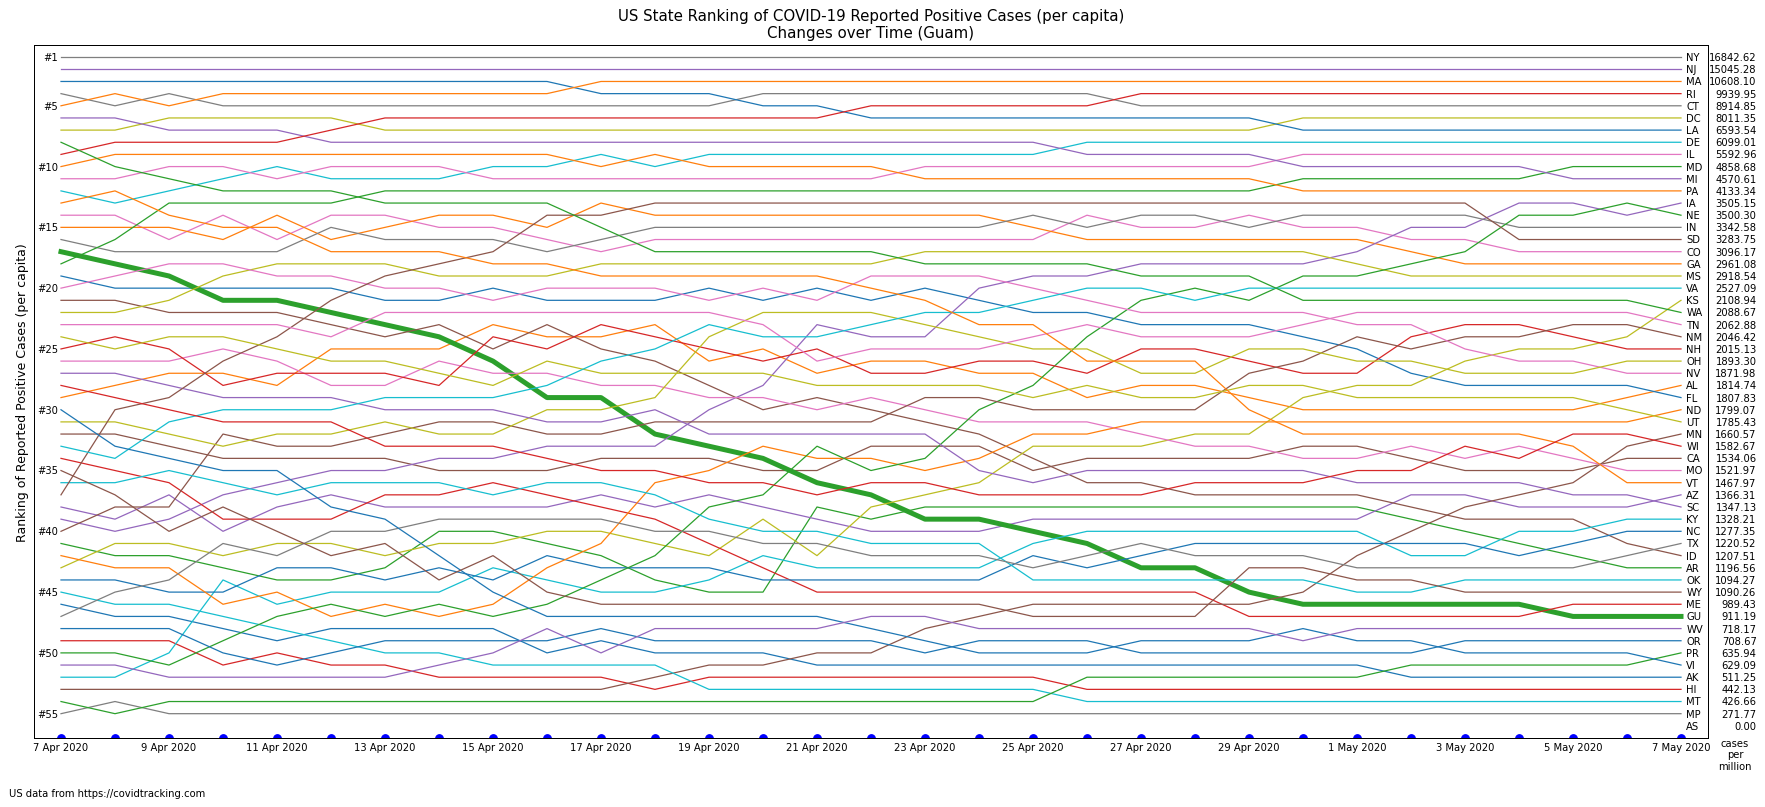 US State Ranking of COVID-19 Reported Positive Cases (per capita)
Changes over Time (Guam)
Ranking of Reported Positive Cases (per capita)
#1
#5
#10
#15
#20
#25
#30
#35
#40
#45
#50
#55
NY 16842.62
NJ 15045.28
MA 10608.10
RI 9939.95
CT 8914.85
DC 8011.35
LA 6593.54
DE 6099.01
IL 5592.96
MD 4858.68
MI 4570.61
PA 4133.34
IA 3505.15
NE 3500.30
IN 3342.58
SD 3283.75
CO 3096.17
GA 2961.08
MS 2918.54
VA 2527.09
KS 2108.94
WA 2088.67
TN 2062.88
NM 2046.42
NH 2015.13
OH 1893.30
NV 1871.98
AL 1814.74
FL 1807.83
ND 1799.07
UT 1785.43
MN 1660.57
WI 1582.67
CA 1534.06
MO 1521.97
VT 1467.97
AZ 1366.31
SC 1347.13
KY 1328.21
NC 1277.35
TX 1220.52
ID 1207.51
AR 1196.56
OK 1094.27
WY 1090.26
ME 989.43
GU 911.19
WV 718.17
OR 708.67
PR 635.94
VI 629.09
AK 511.25
HI 442.13
MT 426.66
MP 271.77
AS 0.00
7 Apr 2020 9 Apr 2020 11 Apr 2020 13 Apr 2020 15 Apr 2020 17 Apr 2020 19 Apr 2020 21 Apr 2020 23 Apr 2020 25 Apr 2020 27 Apr 2020 29 Apr 2020 1 May 2020 3 May 2020 5 May 2020 7 May 2020
cases
per
million
US data from https://covidtracking.com